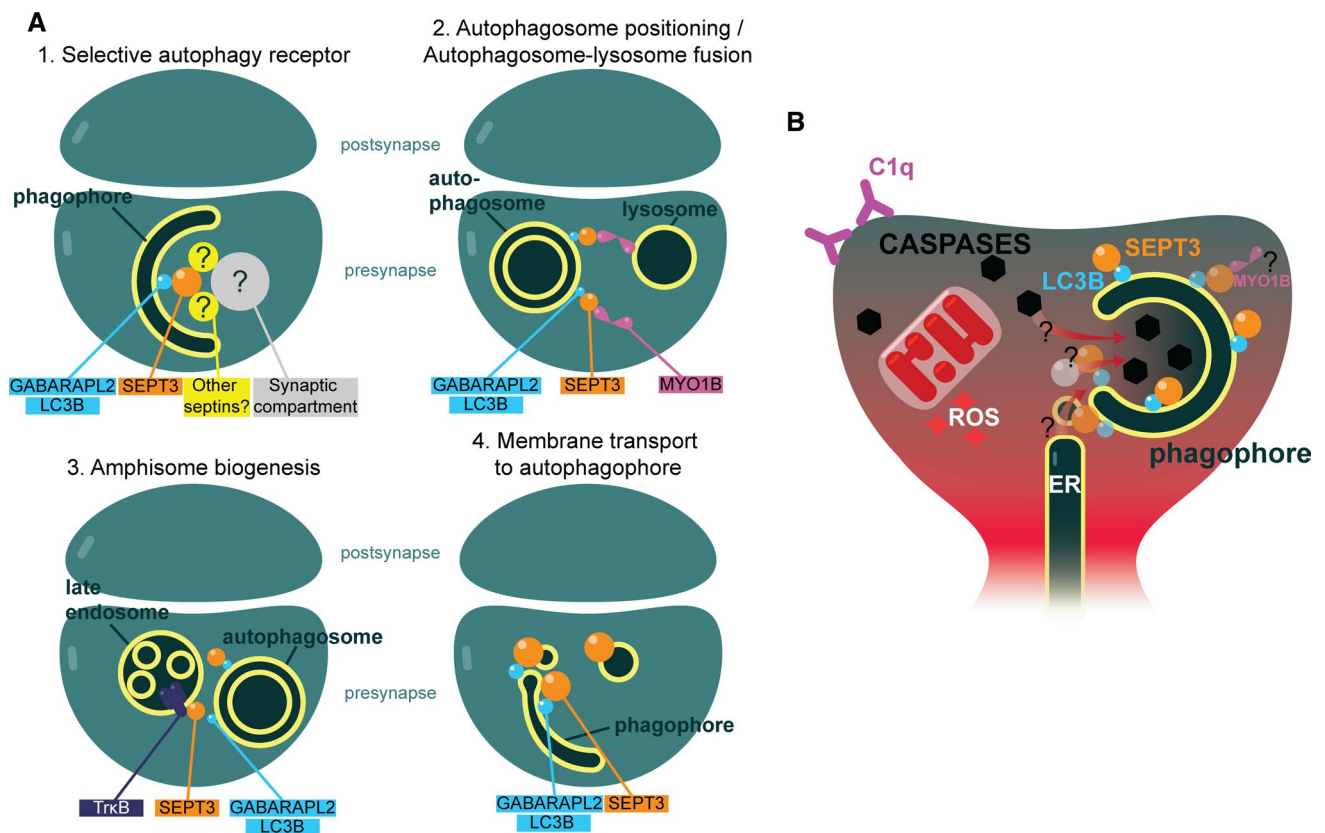 A
1. Selective autophagy receptor
phagophore
?
?
?
GABARAPL2
LC3B
SEPT3
Other
septins?
Synaptic
compartment
postsynapse
presynapse
2. Autophagosome positioning /
Autophagosome-lysosome fusion
auto-
phagosome
lysosome
GABARAPL2
LC3B
SEPT3
MYO1B
3. Amphisome biogenesis
late
endosome
autophagosome
TrκB
SEPT3
GABARAPL2
LC3B
postsynapse
presynapse
4. Membrane transport
to autophagophore
phagophore
GABARAPL2
LC3B
SEPT3
B
C1q
CASPASES
SEPT3
LC3B
?
MYO1B
?
?
?
ROS
ER
phagophore